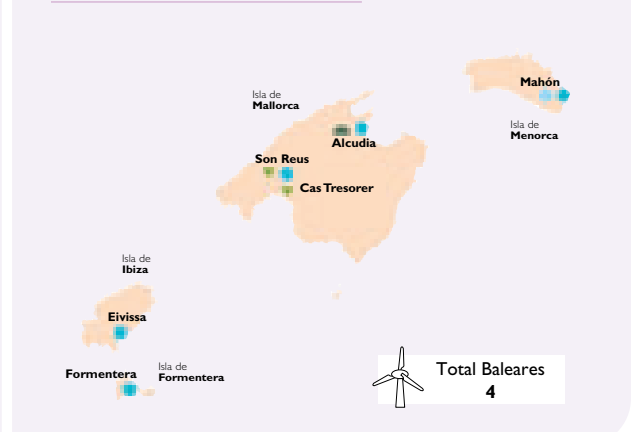 Mahón
Isla de
Mallorca
Isla de
Menorca
Alcudia
Son Reus
Cas Tresorer
Isla de
Ibiza
Eivissa
Formentera
Isla de
Formentera
Total Baleares
4